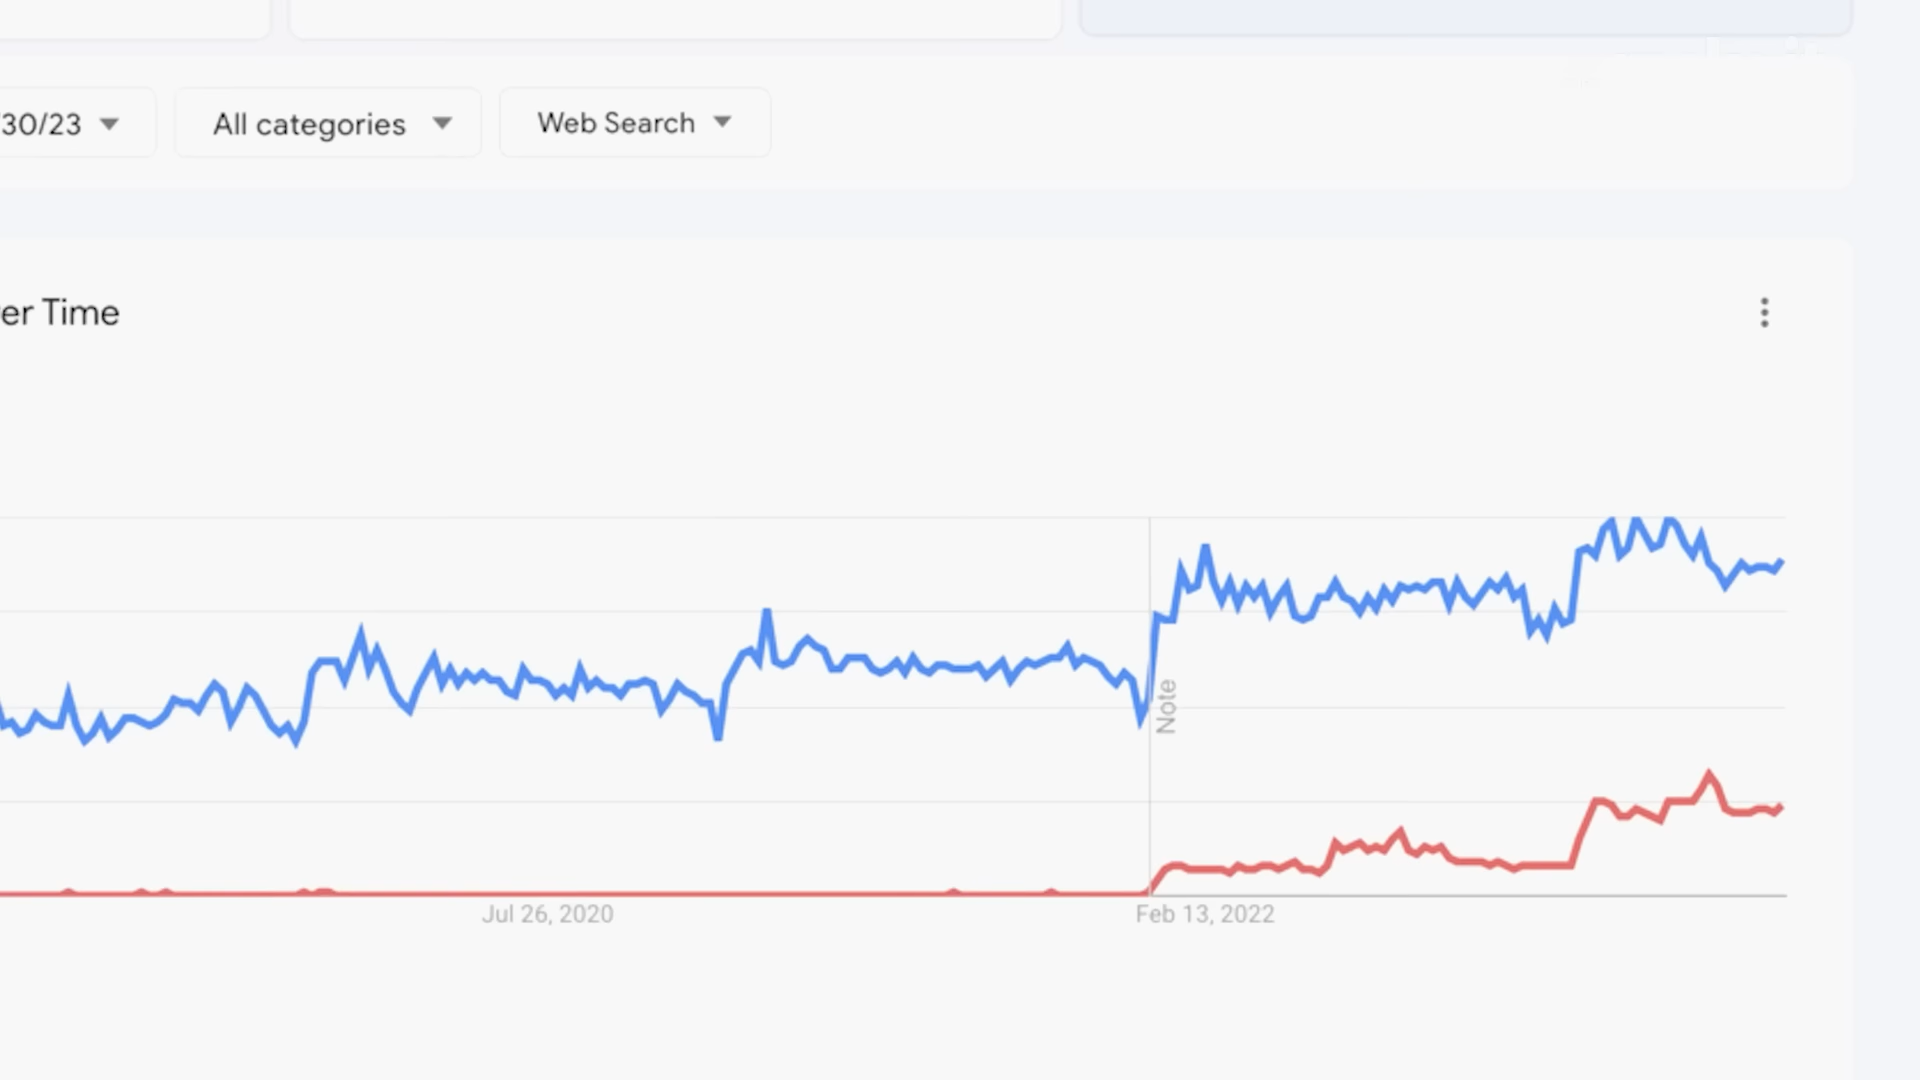 30/23
All categories
Web Search
er Time
Note
Jul 26, 2020
Feb 13, 2022